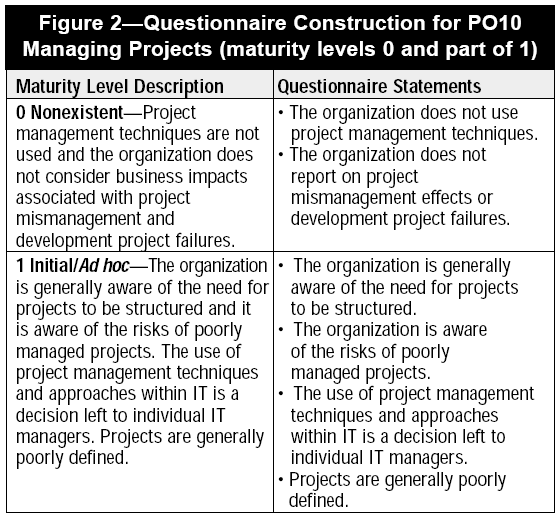 Figure 2—Questionnaire Construction for PO10
Managing Projects (maturity levels 0 and part of 1)
Maturity Level Description
Questionnaire Statements
0 Nonexistent—Project
management techniques are not
used and the organization does
not consider business impacts
associated with project
mismanagement and
development project failures.
• The organization does not use
project management techniques.
• The organization does not
report on project
mismanagement effects or
development project failures.
1 Initial/Ad hoc—The organization
is generally aware of the need for
projects to be structured and it
is aware of the risks of poorly
managed projects. The use of
project management techniques
and approaches within IT is a
decision left to individual IT
managers. Projects are generally
poorly defined.
• The organization is generally
aware of the need for projects
to be structured.
• The organization is aware
of the risks of poorly
managed projects.
• The use of project management
techniques and approaches
within IT is a decision left to
individual IT managers.
• Projects are generally poorly
defined.